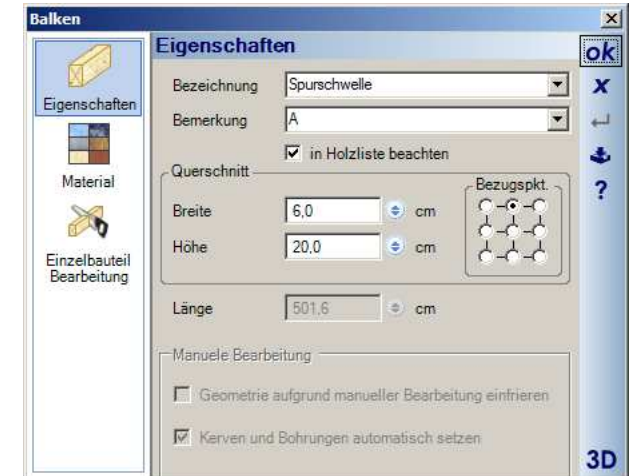 Balken
Eigenschaften
Material
Einzelbauteil
Bearbeitung
Eigenschaften
Bezeichnung Spurschwelle
Bemerkung A
in Holzliste beachten
Querschnitt
Breite 6,0 cm
Höhe 20,0 cm
Bezugspkt.
Länge 501,6 cm
Manuele Bearbeitung
Geometrie aufgrund manueller Bearbeitung einfrieren
Kerven und Bohrungen automatisch setzen
ok
x
?
3D